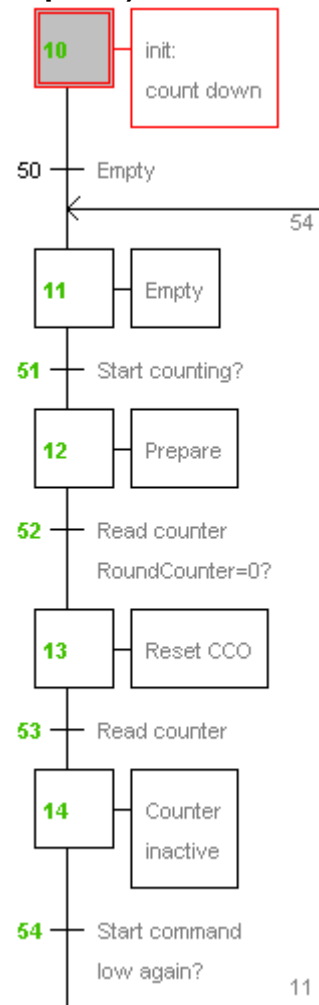 10 init:
count down
50 Empty
54
11 Empty
51 Start counting?
12 Prepare
52 Read counter
RoundCounter=0?
13 Reset CCO
53 Read counter
14 Counter
inactive
54 Start command
low again?
11